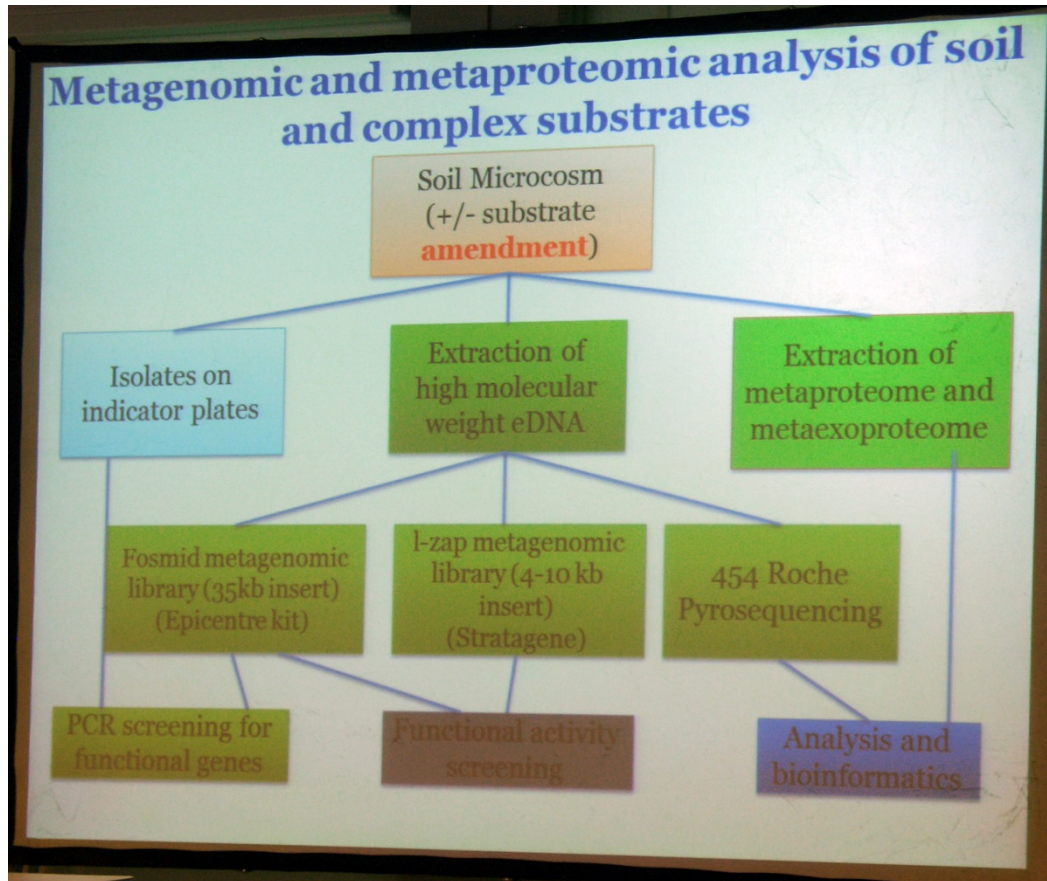 Metagenomic and metaproteomic analysis of soil
and complex substrates
Soil Microcosm
(+/- substrate
amendment)
Isolates on
indicator plates
Extraction of
high molecular
weight eDNA
Extraction of
metaproteome and
metaexoproteome
Fosmid metagenomic
library (35kb insert)
(Epicentre kit)
l-zap metagenomic
library (4-10 kb
insert)
(Stratagene)
454 Roche
Pyrosequencing
PCR screening for
functional genes
Functional activity
screening
Analysis and
bioinformatics